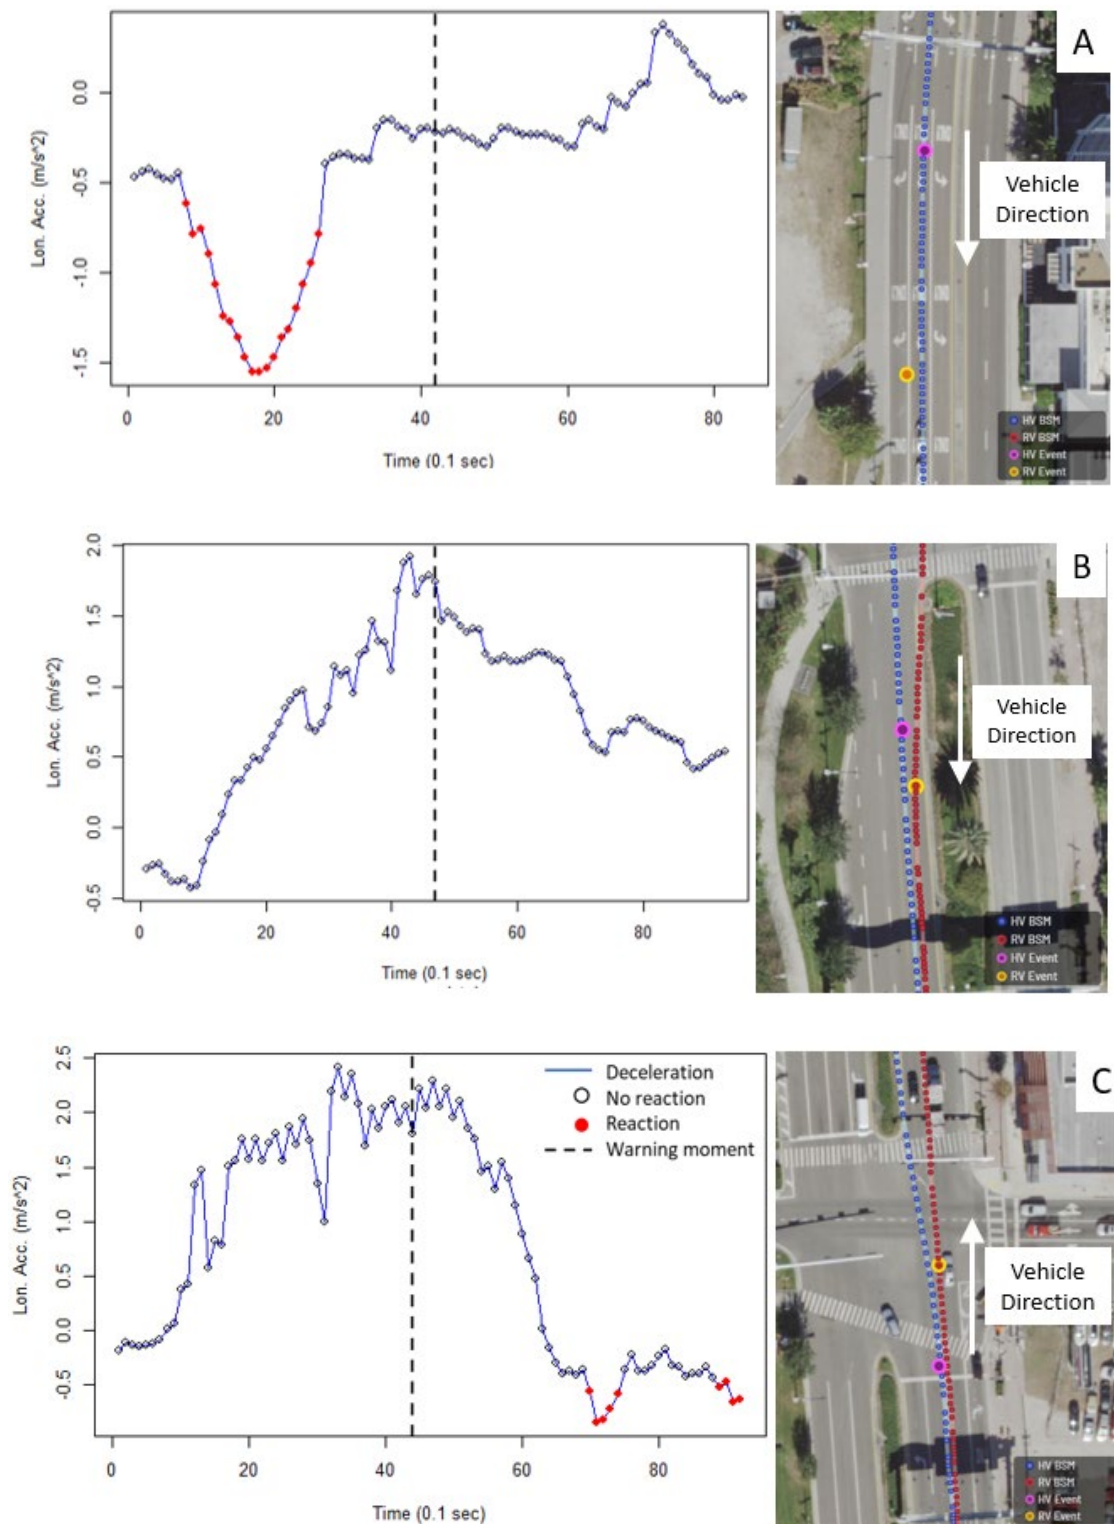 A
0.0
-0.5
-1.0
-1.5
Lon. Acc. (m/s^2)
0
20
40
60
80
Time (0.1 sec)
Vehicle
Direction
HV BSM
RV BSM
HV Event
RV Event
B
2.0
1.5
1.0
0.5
0.0
-0.5
Lon. Acc. (m/s^2)
0
20
40
60
80
Time (0.1 sec)
Vehicle
Direction
HV BSM
RV BSM
HV Event
RV Event
C
2.5
2.0
1.5
1.0
0.5
0.0
-0.5
Lon. Acc. (m/s^2)
Deceleration
No reaction
Reaction
Warning moment
0
20
40
60
80
Time (0.1 sec)
Vehicle
Direction
HV BSM
RV BSM
HV Event
RV Event